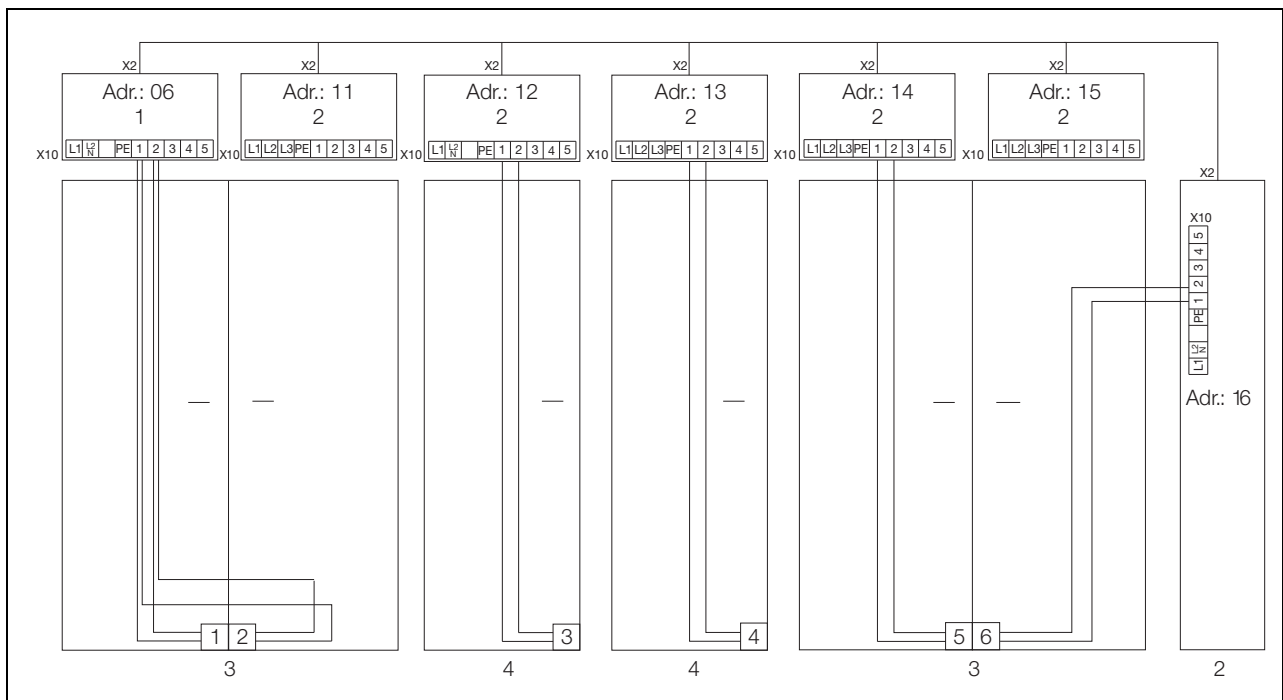 X2 X2 X2 X2 X2 X2
Adr.: 06 Adr.: 11 Adr.: 12 Adr.: 13 Adr.: 14 Adr.: 15
1 2 2 2 2 2
X10 L1 L2 N PE 1 2 3 4 5
X10 L1 L2 L3 PE 1 2 3 4 5
X10 L1 L2 N PE 1 2 3 4 5
X10 L1 L2 L3 PE 1 2 3 4 5
X10 L1 L2 L3 PE 1 2 3 4 5
X10 L1 L2 L3 PE 1 2 3 4 5
X2
X10
L1 L2 N PE 1 2 3 4 5
Adr.: 16
1 2 3 4 5 6
3 4 4 3 2